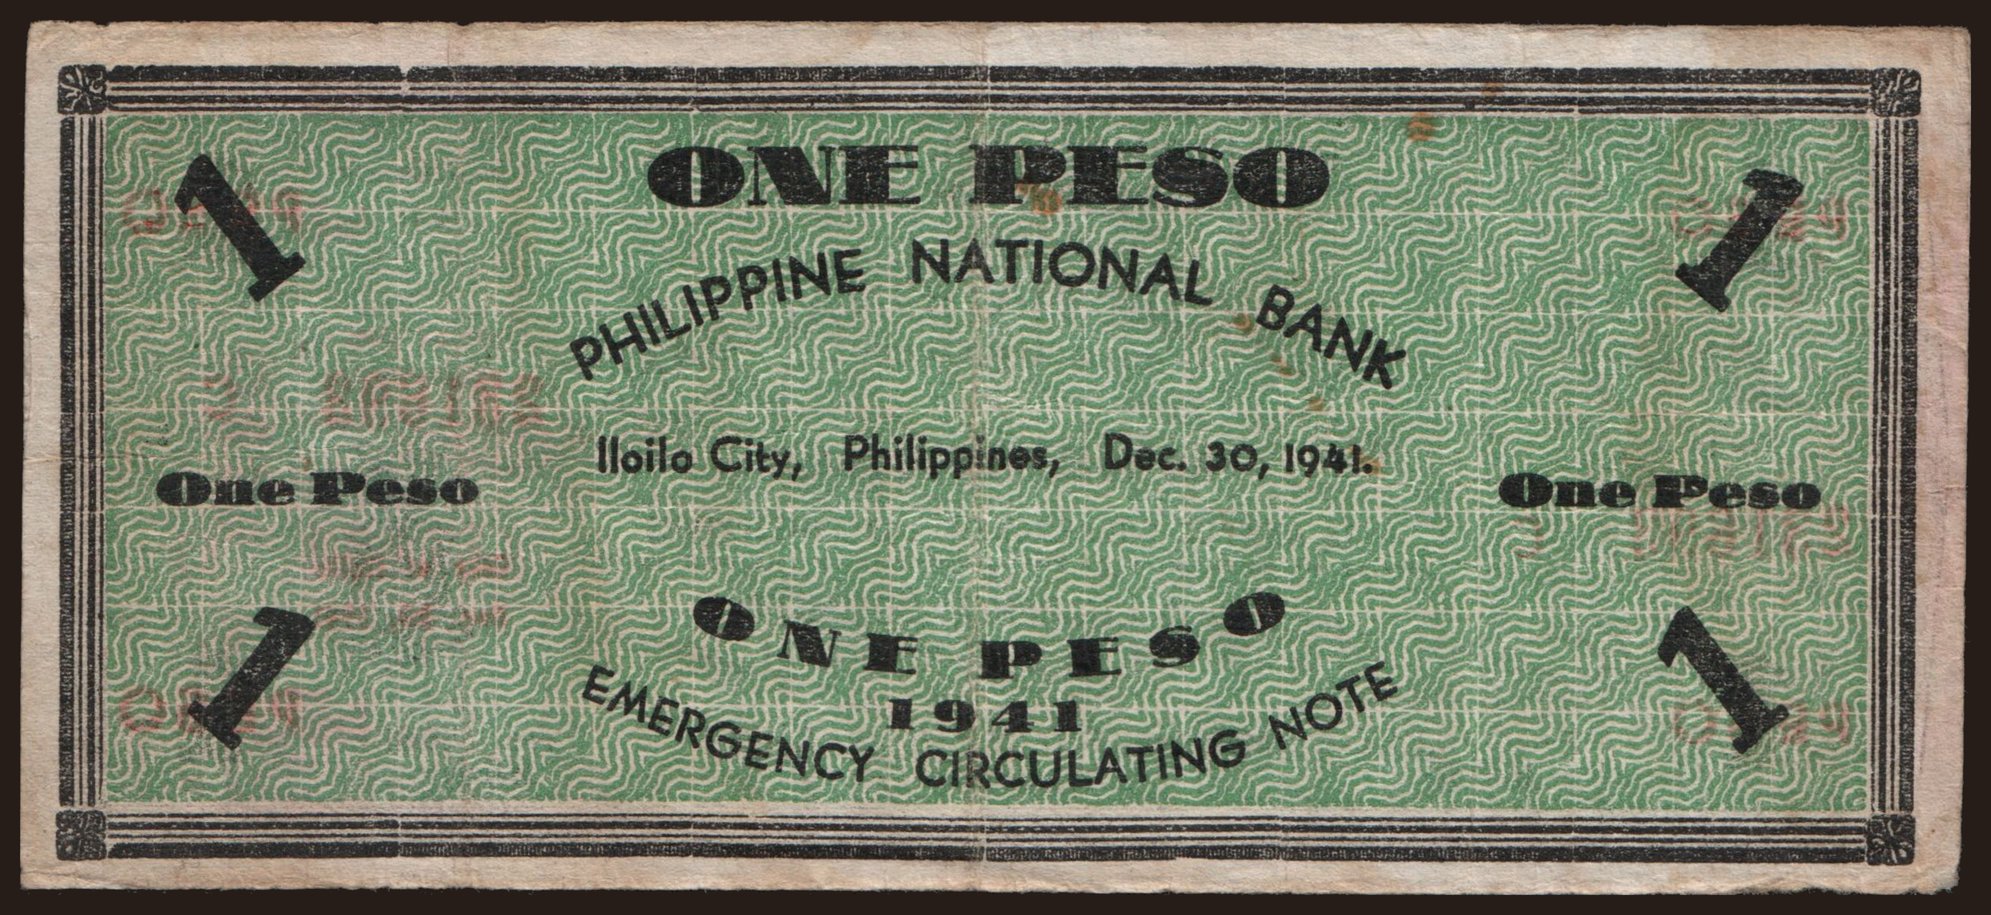 1 ONE PESO 1
PHILIPPINE NATIONAL BANK
Iloilo City, Philippines, Dec. 30, 1941.
One Peso One Peso
1 ONE PESO 1
1941
EMERGENCY CIRCULATING NOTE